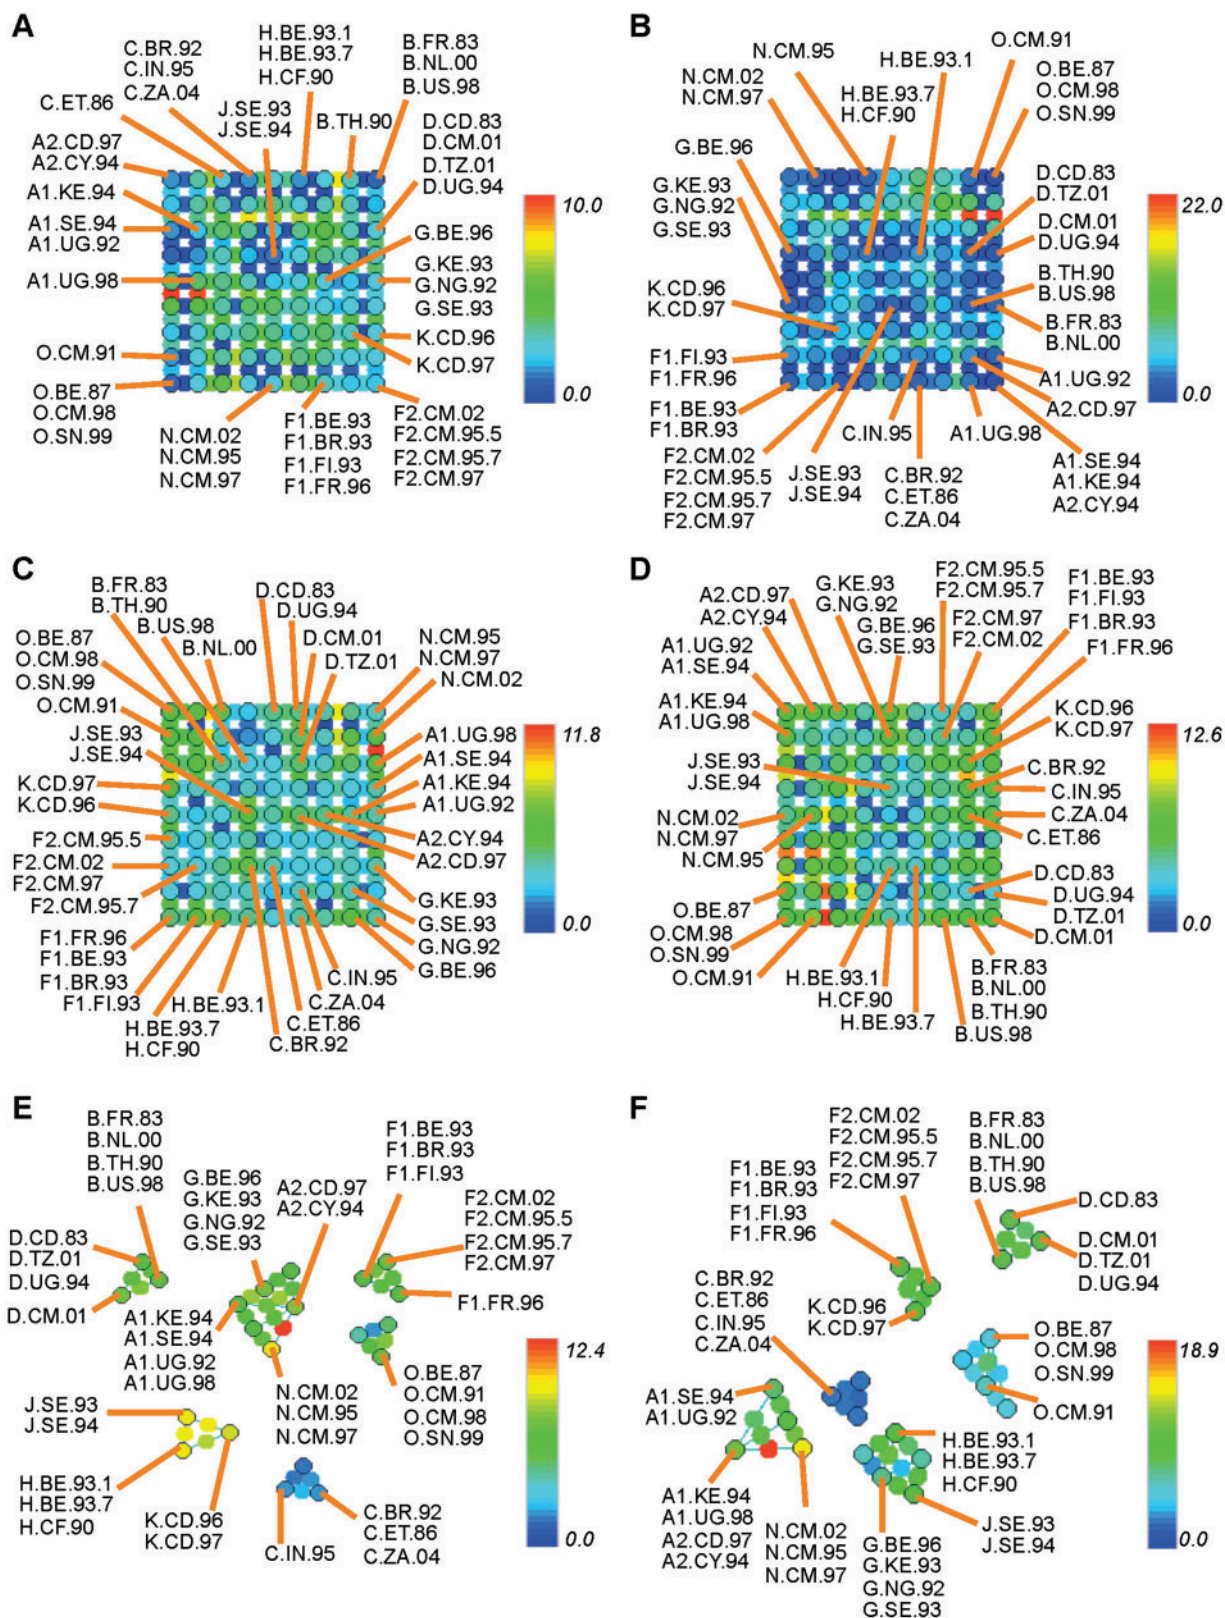 A
C.BR.92
C.IN.95
C.ZA.04
H.BE.93.1
H.BE.93.7
H.CF.90
B.FR.83
B.NL.00
B.US.98
C.ET.86
J.SE.93
J.SE.94
B.TH.90
A2.CD.97
A2.CY.94
D.CD.83
D.CM.01
D.TZ.01
D.UG.94
A1.KE.94
A1.SE.94
A1.UG.92
G.BE.96
A1.UG.98
G.KE.93
G.NG.92
G.SE.93
O.CM.91
K.CD.96
K.CD.97
O.BE.87
O.CM.98
O.SN.99
N.CM.02
N.CM.95
N.CM.97
F1.BE.93
F1.BR.93
F1.FI.93
F1.FR.96
F2.CM.02
F2.CM.95.5
F2.CM.95.7
F2.CM.97
10.0
0.0
B
N.CM.95
O.CM.91
H.BE.93.1
N.CM.02
N.CM.97
H.BE.93.7
H.CF.90
O.BE.87
O.CM.98
O.SN.99
G.BE.96
D.CD.83
D.TZ.01
G.KE.93
G.NG.92
G.SE.93
D.CM.01
D.UG.94
K.CD.96
K.CD.97
B.TH.90
B.US.98
B.FR.83
B.NL.00
F1.FI.93
F1.FR.96
A1.UG.92
A2.CD.97
F1.BE.93
F1.BR.93
C.IN.95
A1.UG.98
F2.CM.02
F2.CM.95.5
F2.CM.95.7
F2.CM.97
J.SE.93
J.SE.94
C.BR.92
C.ET.86
C.ZA.04
A1.SE.94
A1.KE.94
A2.CY.94
22.0
0.0
C
B.FR.83
B.TH.90
B.US.98
B.NL.00
D.CD.83
D.UG.94
D.CM.01
D.TZ.01
O.BE.87
O.CM.98
O.SN.99
O.CM.91
N.CM.95
N.CM.97
N.CM.02
J.SE.93
J.SE.94
A1.UG.98
A1.SE.94
A1.KE.94
A1.UG.92
K.CD.97
K.CD.96
F2.CM.95.5
A2.CY.94
A2.CD.97
F2.CM.02
F2.CM.97
F2.CM.95.7
G.KE.93
G.SE.93
G.NG.92
G.BE.96
F1.FR.96
F1.BE.93
F1.BR.93
F1.FI.93
H.BE.93.1
H.BE.93.7
H.CF.90
C.IN.95
C.ZA.04
C.ET.86
C.BR.92
11.8
0.0
D
A2.CD.97
A2.CY.94
G.KE.93
G.NG.92
G.BE.96
G.SE.93
F2.CM.95.5
F2.CM.95.7
F2.CM.97
F2.CM.02
F1.BE.93
F1.FI.93
F1.BR.93
F1.FR.96
A1.UG.92
A1.SE.94
A1.KE.94
A1.UG.98
K.CD.96
K.CD.97
J.SE.93
J.SE.94
C.BR.92
C.IN.95
C.ZA.04
C.ET.86
N.CM.02
N.CM.97
N.CM.95
D.CD.83
D.UG.94
D.TZ.01
D.CM.01
O.BE.87
O.CM.98
O.SN.99
O.CM.91
H.BE.93.1
H.CF.90
H.BE.93.7
B.FR.83
B.NL.00
B.TH.90
B.US.98
12.6
0.0
E
B.FR.83
B.NL.00
B.TH.90
B.US.98
G.BE.96
G.KE.93
G.NG.92
G.SE.93
A2.CD.97
A2.CY.94
F1.BE.93
F1.BR.93
F1.FI.93
F2.CM.02
F2.CM.95.5
F2.CM.95.7
F2.CM.97
F1.FR.96
D.CD.83
D.TZ.01
D.UG.94
D.CM.01
A1.KE.94
A1.SE.94
A1.UG.92
A1.UG.98
N.CM.02
N.CM.95
N.CM.97
O.BE.87
O.CM.91
O.CM.98
O.SN.99
J.SE.93
J.SE.94
H.BE.93.1
H.BE.93.7
H.CF.90
K.CD.96
K.CD.97
C.IN.95
C.BR.92
C.ET.86
C.ZA.04
12.4
0.0
F
F2.CM.02
F2.CM.95.5
F2.CM.95.7
F2.CM.97
B.FR.83
B.NL.00
B.TH.90
B.US.98
F1.BE.93
F1.BR.93
F1.FI.93
F1.FR.96
D.CD.83
D.CM.01
D.TZ.01
D.UG.94
C.BR.92
C.ET.86
C.IN.95
C.ZA.04
K.CD.96
K.CD.97
O.BE.87
O.CM.98
O.SN.99
O.CM.91
A1.SE.94
A1.UG.92
H.BE.93.1
H.BE.93.7
H.CF.90
A1.KE.94
A1.UG.98
A2.CD.97
A2.CY.94
N.CM.02
N.CM.95
N.CM.97
G.BE.96
G.KE.93
G.NG.92
G.SE.93
J.SE.93
J.SE.94
18.9
0.0